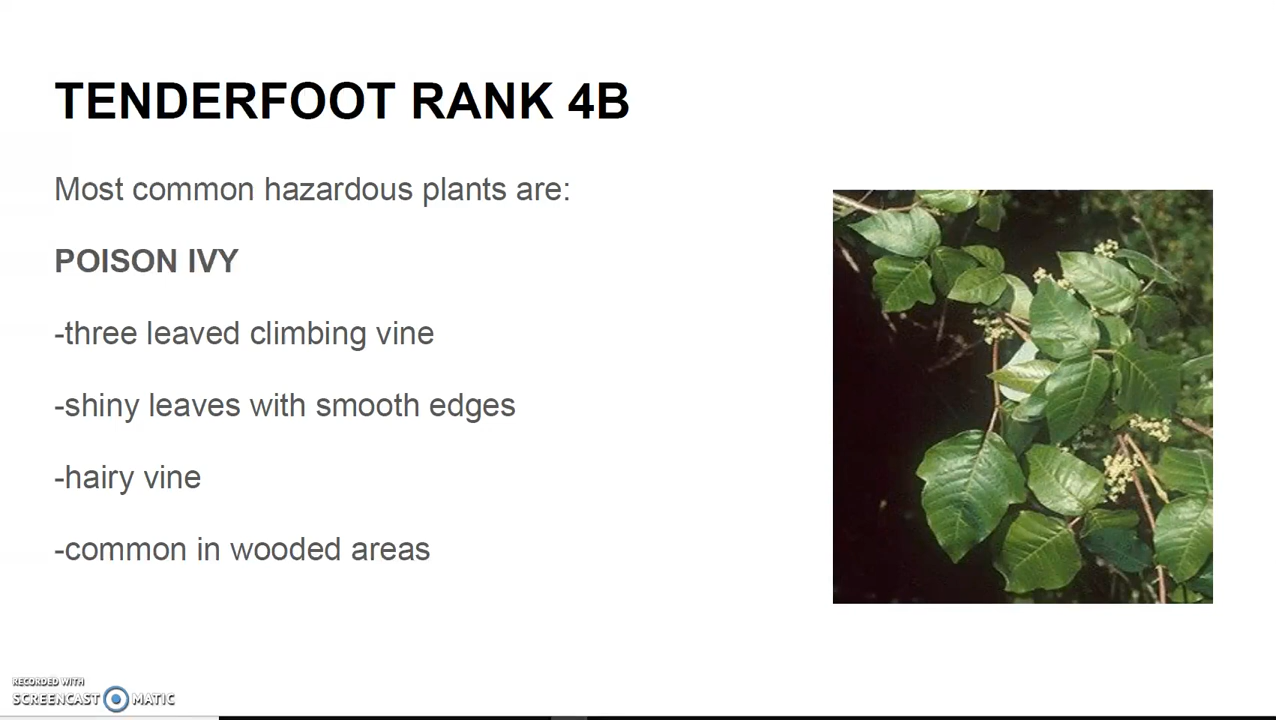 TENDERFOOT RANK 4B
Most common hazardous plants are:
POISON IVY
-three leaved climbing vine
-shiny leaves with smooth edges
-hairy vine
-common in wooded areas
RECORDED WITH
SCREENCAST MATIC